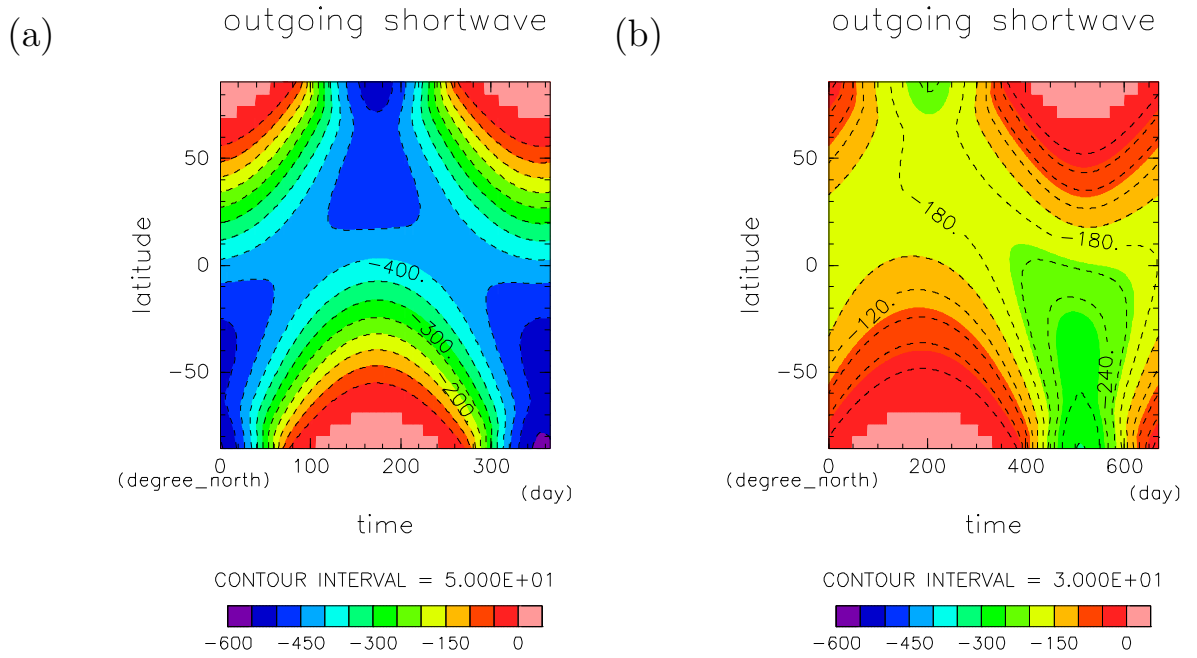 (a)
outgoing shortwave
50
0
−50
latitude
−400.
−300.
−200
0
100
200
300
(degree_north)
(day)
time
CONTOUR INTERVAL = 5.000E+01
−600
−450
−300
−150
0
(b)
outgoing shortwave
50
0
−50
latitude
−180.
−180.
120.
240
0
200
400
600
(degree_north)
(day)
time
CONTOUR INTERVAL = 3.000E+01
−600
−450
−300
−150
0